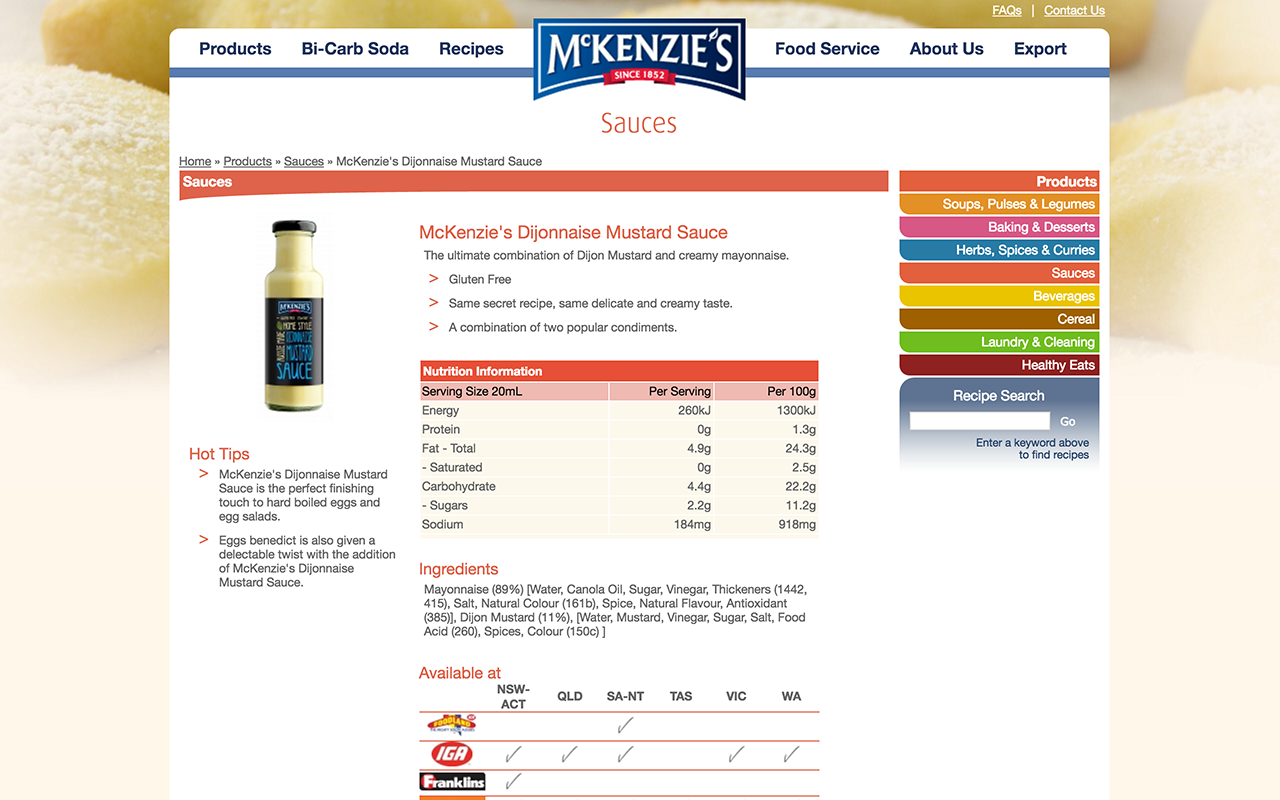 FAQs | Contact Us
Products Bi-Carb Soda Recipes
McKENZIE'S
SINCE 1852
Food Service About Us Export
Sauces
Home » Products » Sauces » McKenzie's Dijonnaise Mustard Sauce
Sauces
McKENZIE'S
HOME STYLE
DIJONNAISE
MUSTARD
SAUCE
Hot Tips
> McKenzie's Dijonnaise Mustard
Sauce is the perfect finishing
touch to hard boiled eggs and
egg salads.
> Eggs benedict is also given a
delectable twist with the addition
of McKenzie's Dijonnaise
Mustard Sauce.
McKenzie's Dijonnaise Mustard Sauce
The ultimate combination of Dijon Mustard and creamy mayonnaise.
> Gluten Free
> Same secret recipe, same delicate and creamy taste.
> A combination of two popular condiments.
Nutrition Information
Serving Size 20mL Per Serving Per 100g
Energy 260kJ 1300kJ
Protein 0g 1.3g
Fat - Total 4.9g 24.3g
- Saturated 0g 2.5g
Carbohydrate 4.4g 22.2g
- Sugars 2.2g 11.2g
Sodium 184mg 918mg
Ingredients
Mayonnaise (89%) [Water, Canola Oil, Sugar, Vinegar, Thickeners (1442,
415), Salt, Natural Colour (161b), Spice, Natural Flavour, Antioxidant
(385)], Dijon Mustard (11%), [Water, Mustard, Vinegar, Sugar, Salt, Food
Acid (260), Spices, Colour (150c) ]
Available at
NSW-
ACT QLD SA-NT TAS VIC WA
FOODLAND
IGA
Franklins
Products
Soups, Pulses & Legumes
Baking & Desserts
Herbs, Spices & Curries
Sauces
Beverages
Cereal
Laundry & Cleaning
Healthy Eats
Recipe Search
Go
Enter a keyword above
to find recipes